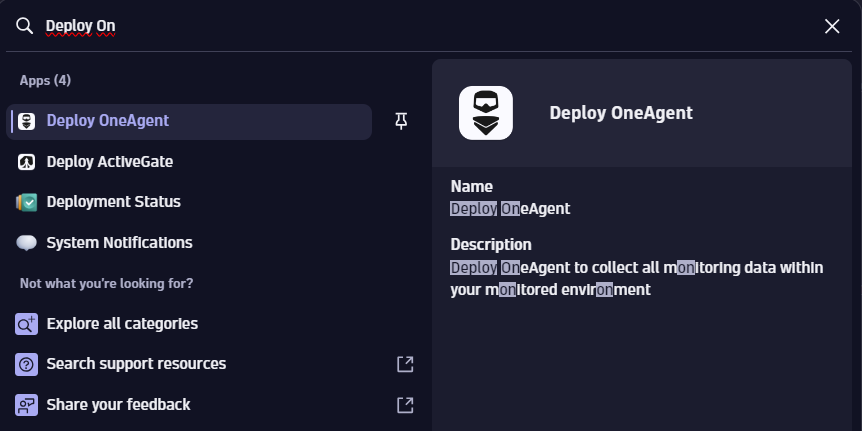 Deploy On
Apps (4)
Deploy OneAgent
Deploy ActiveGate
Deployment Status
System Notifications
Not what you're looking for?
Explore all categories
Search support resources
Share your feedback
Deploy OneAgent
Name
Deploy OneAgent
Description
Deploy OneAgent to collect all monitoring data within
your monitored environment